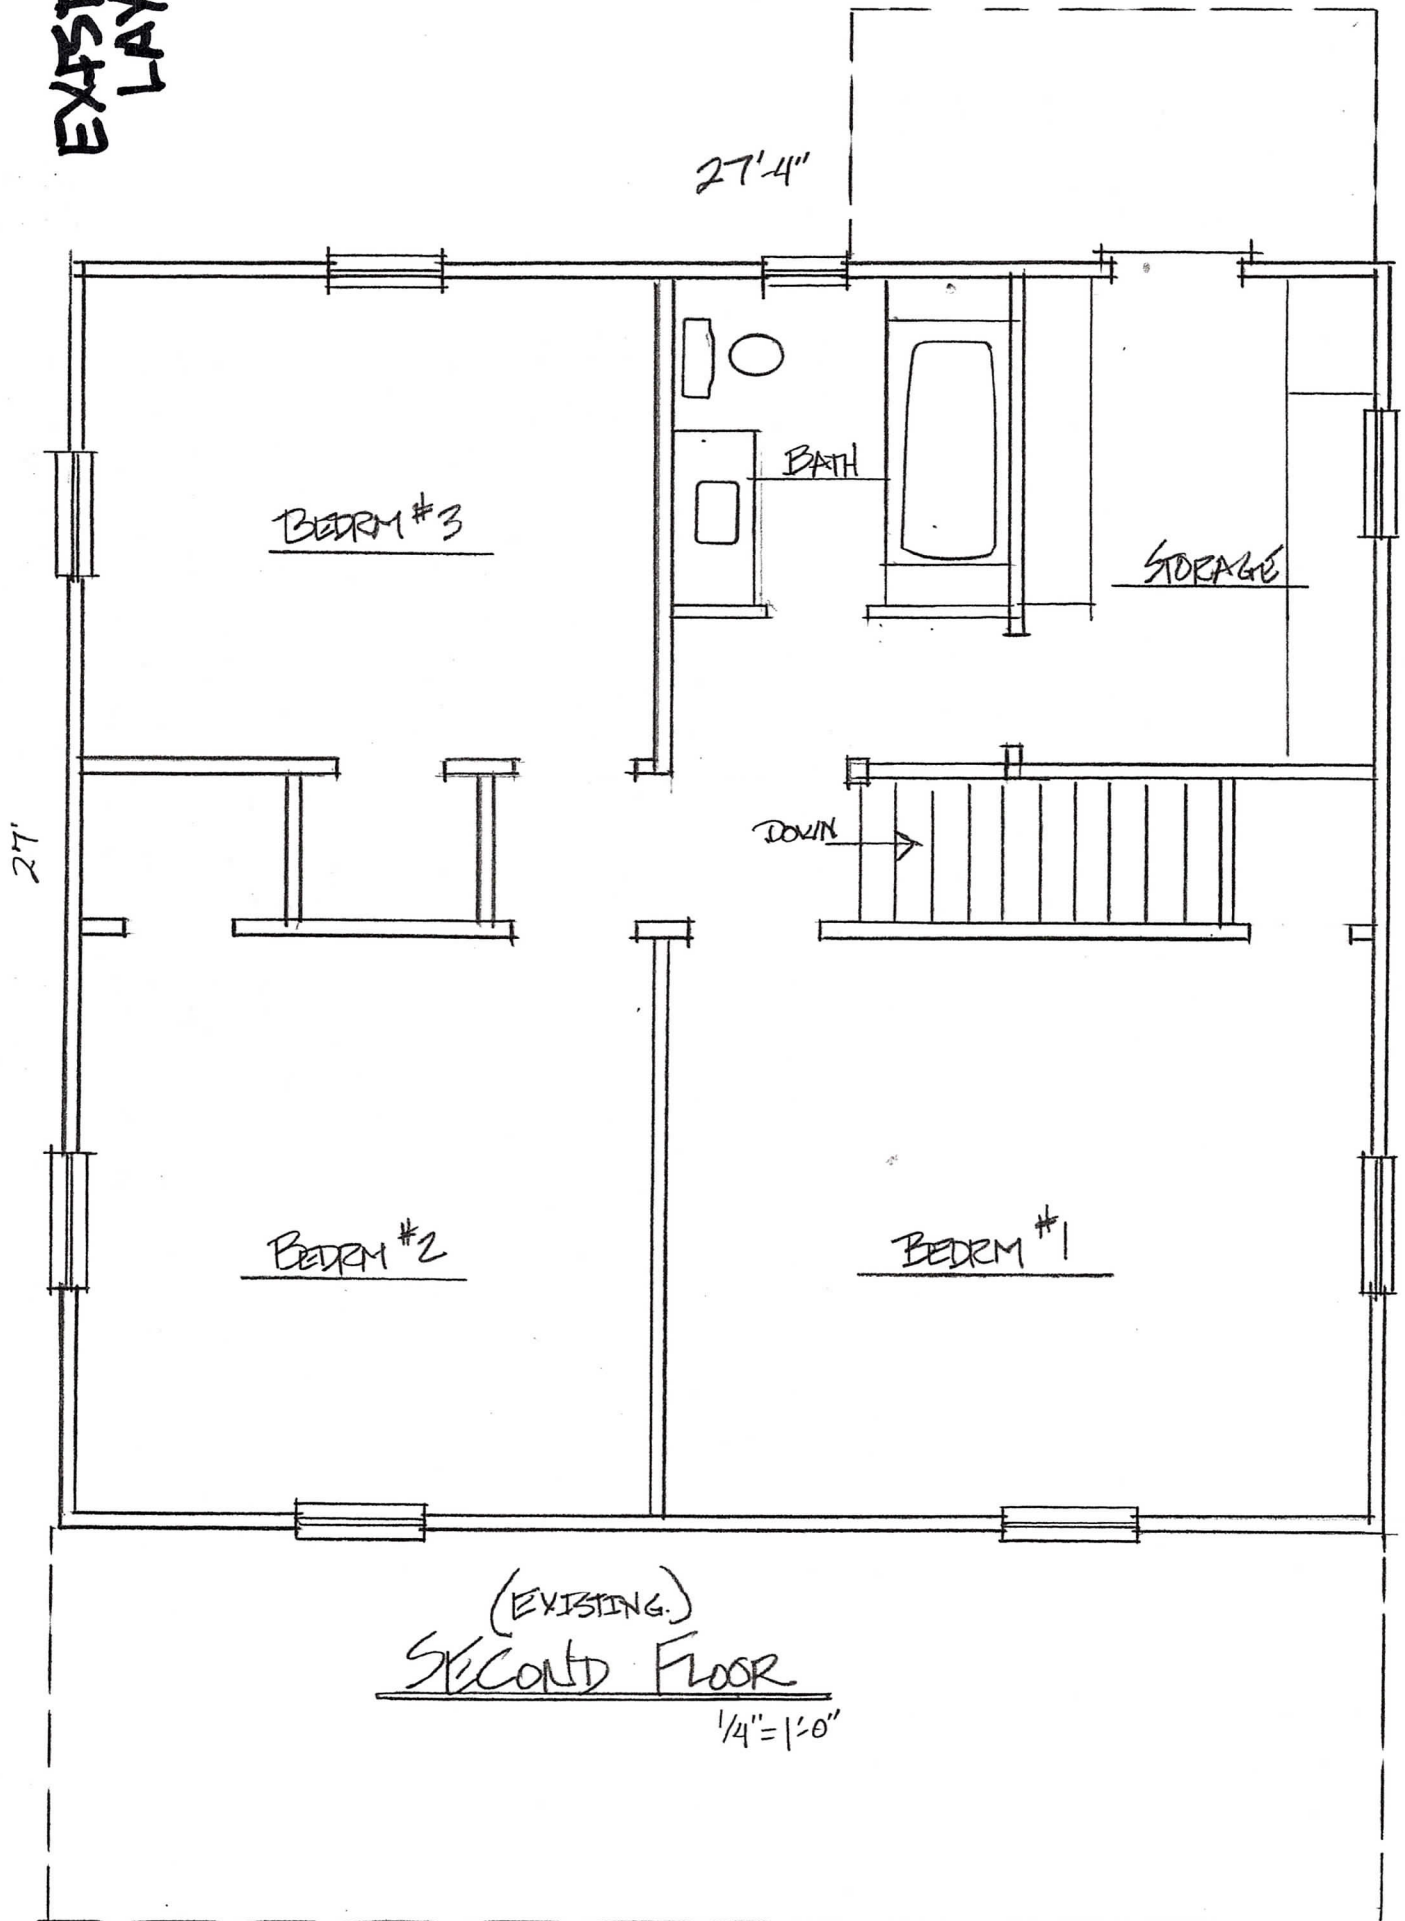 27'-4"
BEDRM #3
BATH
STORAGE
DOWN
27'
BEDRM #2
BEDRM #1
(EXISTING.)
SECOND FLOOR
1/4"=1'-0"